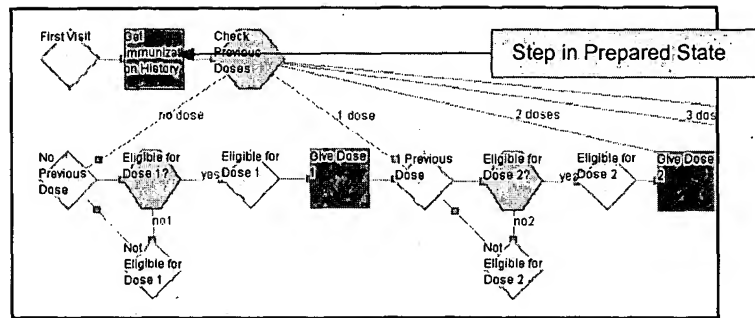 First Visit
Get
Immunizati
on History
Check
Previous
Doses
Step in Prepared State
no dose
1 dose
2 doses
3 dos
No
Previous
Dose
Eligible for
Dose 1?
yes
Eligible for
Dose 1
Give Dose
1
1 Previous
Dose
Eligible for
Dose 2?
yes
Eligible for
Dose 2
Give Dose
2
no1
no2
Not
Eligible for
Dose 1
Not
Eligible for
Dose 2